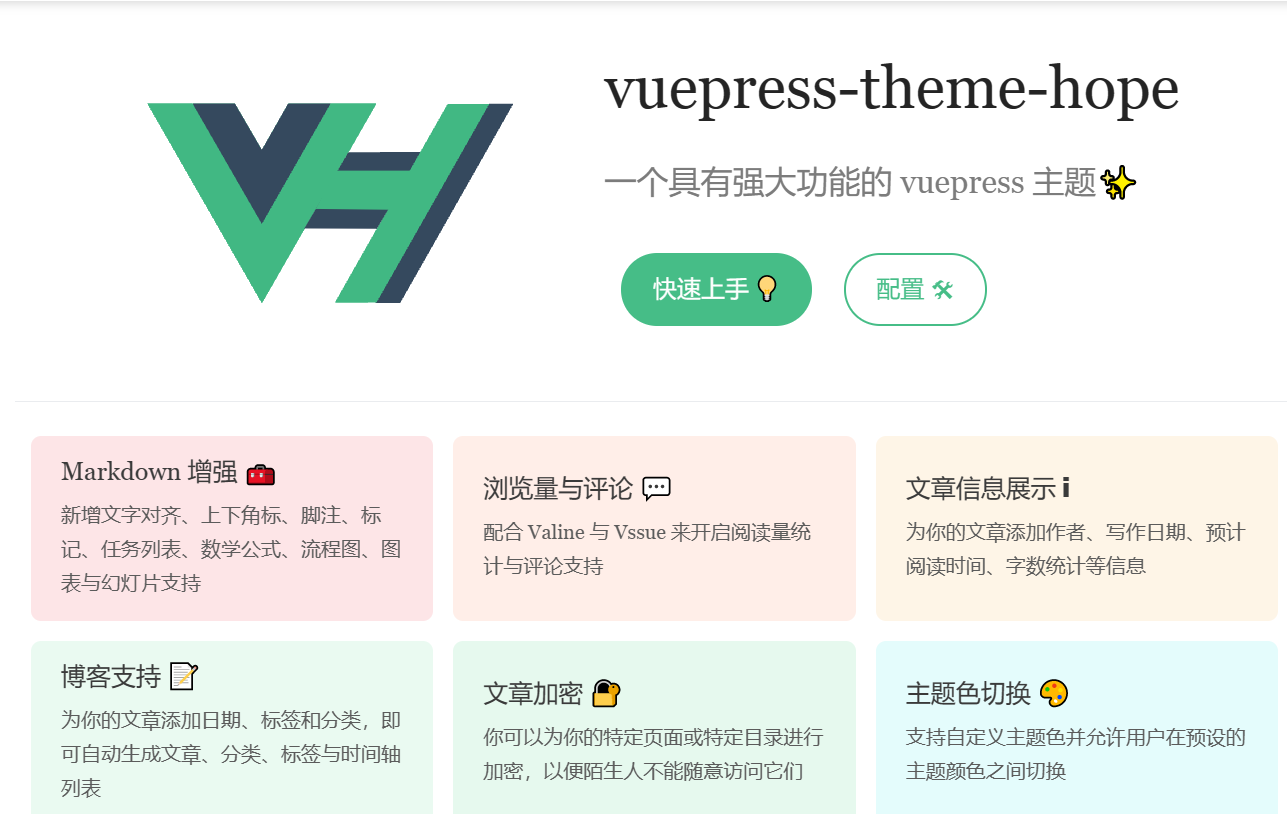 vuepress-theme-hope
一个具有强大功能的 vuepress 主题✨
快速上手 💡
配置 🛠
Markdown 增强 🧰
新增文字对齐、上下角标、脚注、标
记、任务列表、数学公式、流程图、图
表与幻灯片支持
浏览量与评论 💬
配合 Valine 与 Vssue 来开启阅读量统
计与评论支持
文章信息展示 ℹ
为你的文章添加作者、写作日期、预计
阅读时间、字数统计等信息
博客支持 📝
为你的文章添加日期、标签和分类，即
可自动生成文章、分类、标签与时间轴
列表
文章加密 🔐
你可以为你的特定页面或特定目录进行
加密，以便陌生人不能随意访问它们
主题色切换 🎨
支持自定义主题色并允许用户在预设的
主题颜色之间切换